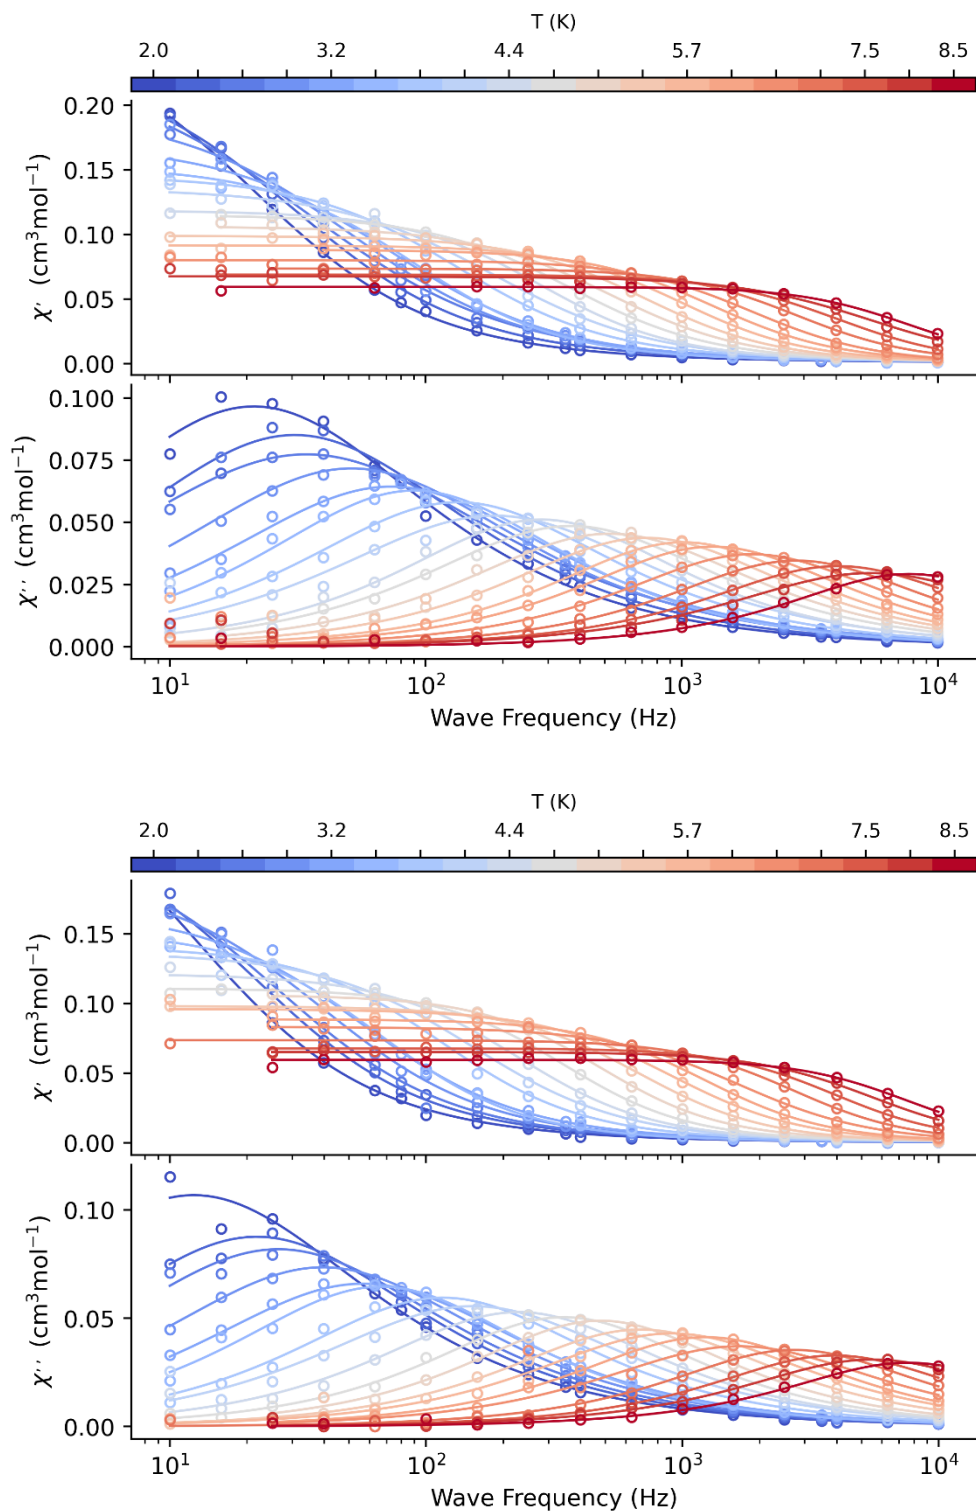 T (K)
2.0 3.2 4.4 5.7 7.5 8.5
0.20
0.15
0.10
0.05
0.00
χ′ (cm³mol⁻¹)
0.100
0.075
0.050
0.025
0.000
χ′′ (cm³mol⁻¹)
10¹ 10² 10³ 10⁴
Wave Frequency (Hz)
T (K)
2.0 3.2 4.4 5.7 7.5 8.5
0.15
0.10
0.05
0.00
χ′ (cm³mol⁻¹)
0.10
0.05
0.00
χ′′ (cm³mol⁻¹)
10¹ 10² 10³ 10⁴
Wave Frequency (Hz)